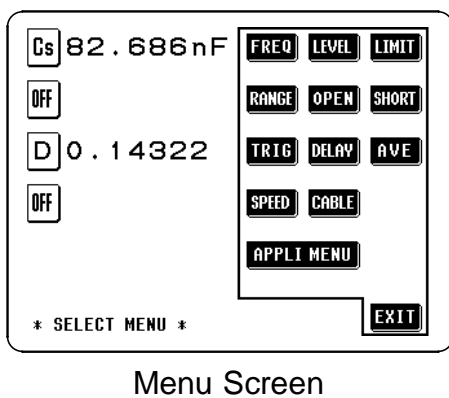 Cs 82.686nF FREQ LEVEL LIMIT
OFF RANGE OPEN SHORT
D 0.14322 TRIG DELAY AVE
OFF SPEED CABLE
APPLI MENU
* SELECT MENU * EXIT
Menu Screen